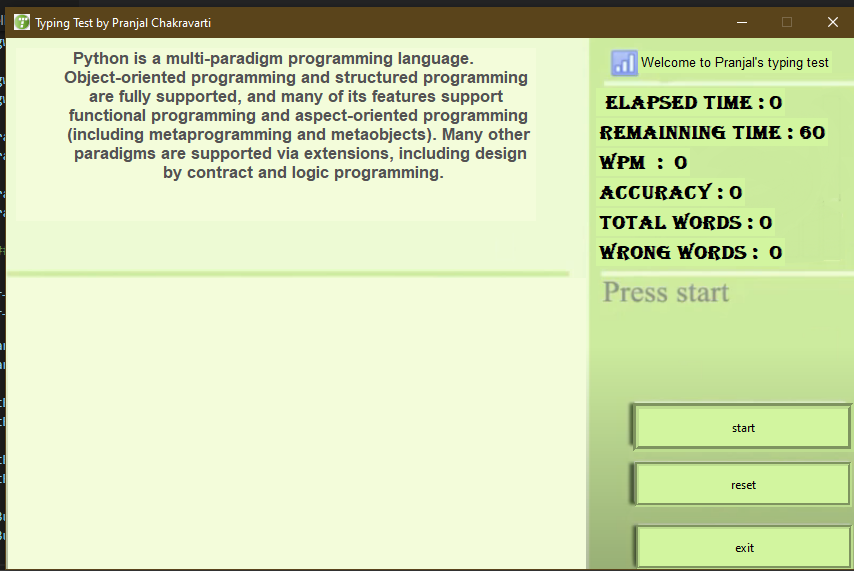 Typing Test by Pranjal Chakravarti
Python is a multi-paradigm programming language.
Object-oriented programming and structured programming
are fully supported, and many of its features support
functional programming and aspect-oriented programming
(including metaprogramming and metaobjects). Many other
paradigms are supported via extensions, including design
by contract and logic programming.
Welcome to Pranjal's typing test
ELAPSED TIME : 0
REMAINNING TIME : 60
WPM : 0
ACCURACY : 0
TOTAL WORDS : 0
WRONG WORDS : 0
Press start
start
reset
exit